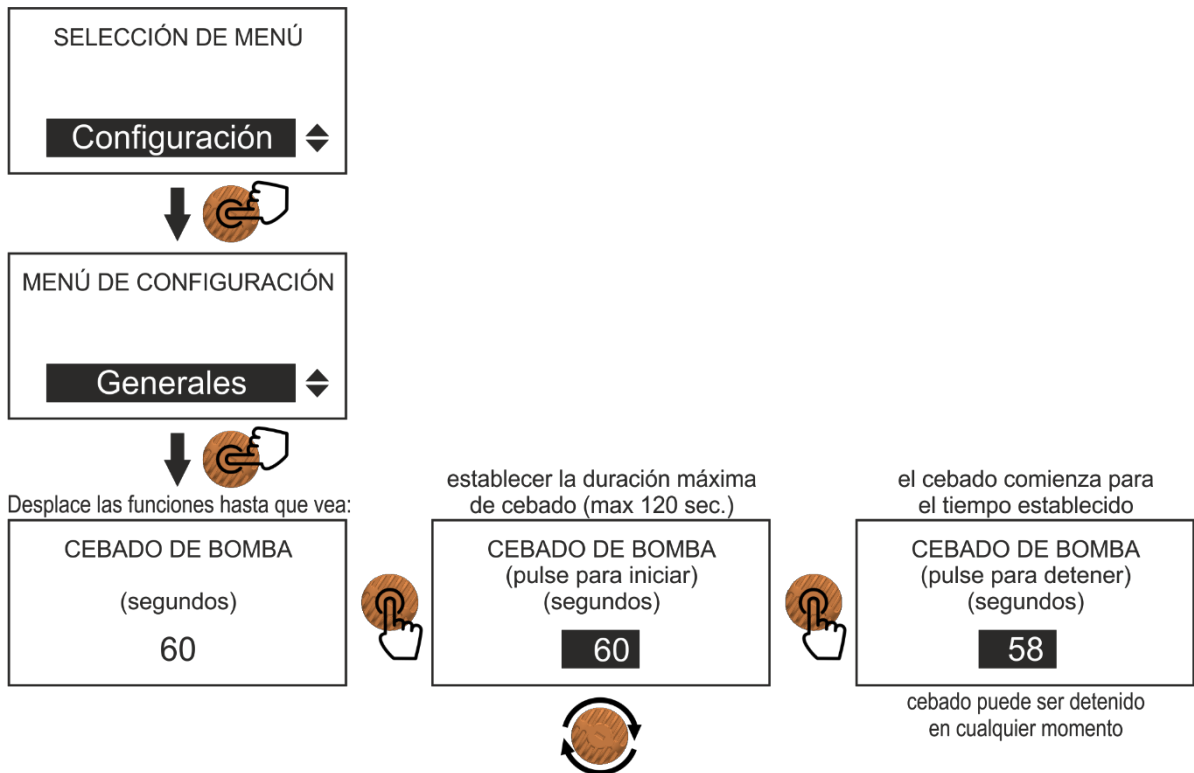 SELECCIÓN DE MENÚ
Configuración
MENÚ DE CONFIGURACIÓN
Generales
Desplace las funciones hasta que vea:
CEBADO DE BOMBA
(segundos)
60
establecer la duración máxima
de cebado (max 120 sec.)
CEBADO DE BOMBA
(pulse para iniciar)
(segundos)
60
el cebado comienza para
el tiempo establecido
CEBADO DE BOMBA
(pulse para detener)
(segundos)
58
cebado puede ser detenido
en cualquier momento